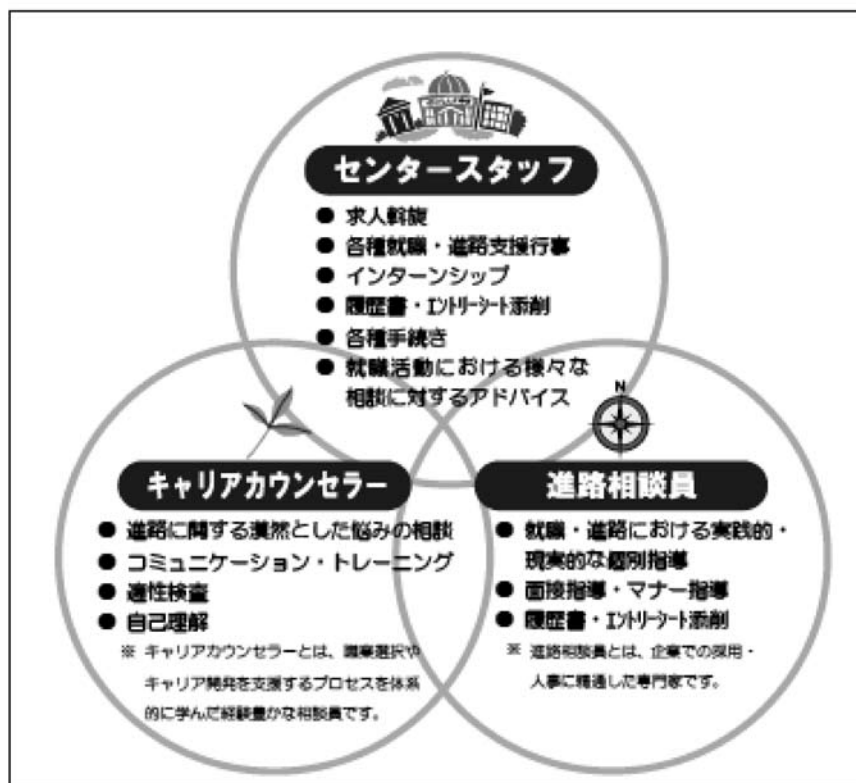 センタースタッフ
● 求人斡旋
● 各種就職・進路支援行事
● インターンシップ
● 履歴書・エントリーシート添削
● 各種手続き
● 就職活動における様々な
相談に対するアドバイス
N
キャリアカウンセラー
● 進路に関する漠然とした悩みの相談
● コミュニケーション・トレーニング
● 適性検査
● 自己理解
※ キャリアカウンセラーとは、職業選択や
キャリア開発を支援するプロセスを体系
的に学んだ経験豊かな相談員です。
進路相談員
● 就職・進路における実践的・
現実的な個別指導
● 面接指導・マナー指導
● 履歴書・エントリーシート添削
※ 進路相談員とは、企業での採用・
人事に精通した専門家です。